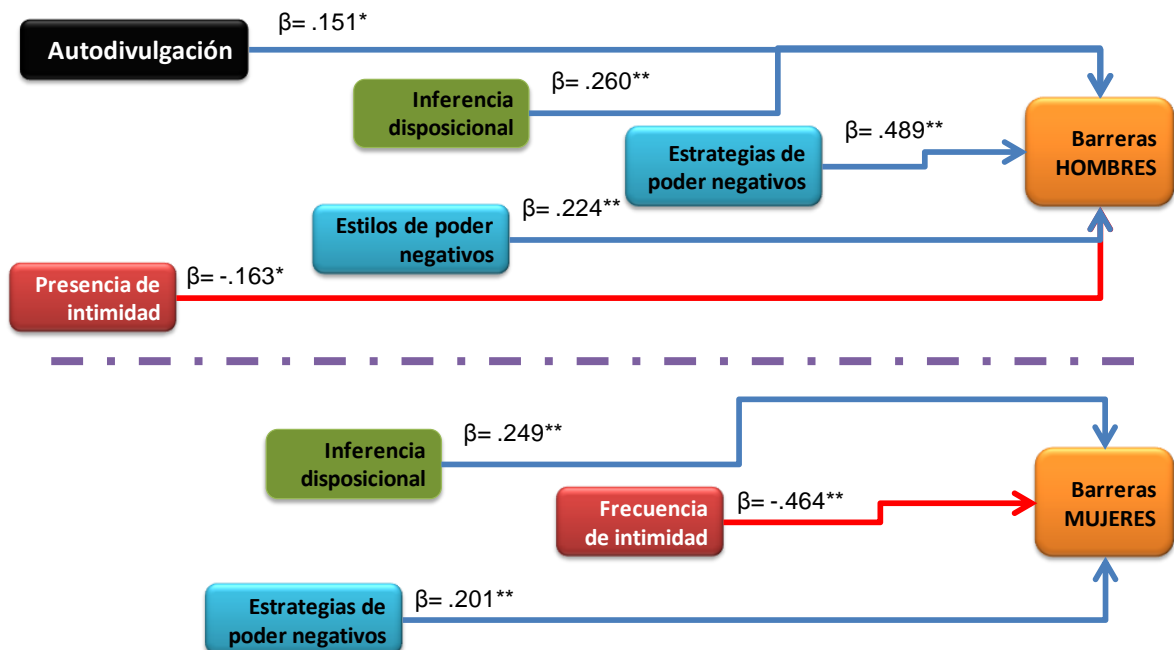 β= .151*
Autodivulgación
β= .260**
Inferencia
disposicional
β= .489**
Estrategias de
poder negativos
Barreras
HOMBRES
β= .224**
Estilos de poder
negativos
β= -.163*
Presencia de
intimidad
β= .249**
Inferencia
disposicional
β= -.464**
Frecuencia
de intimidad
Barreras
MUJERES
β= .201**
Estrategias de
poder negativos